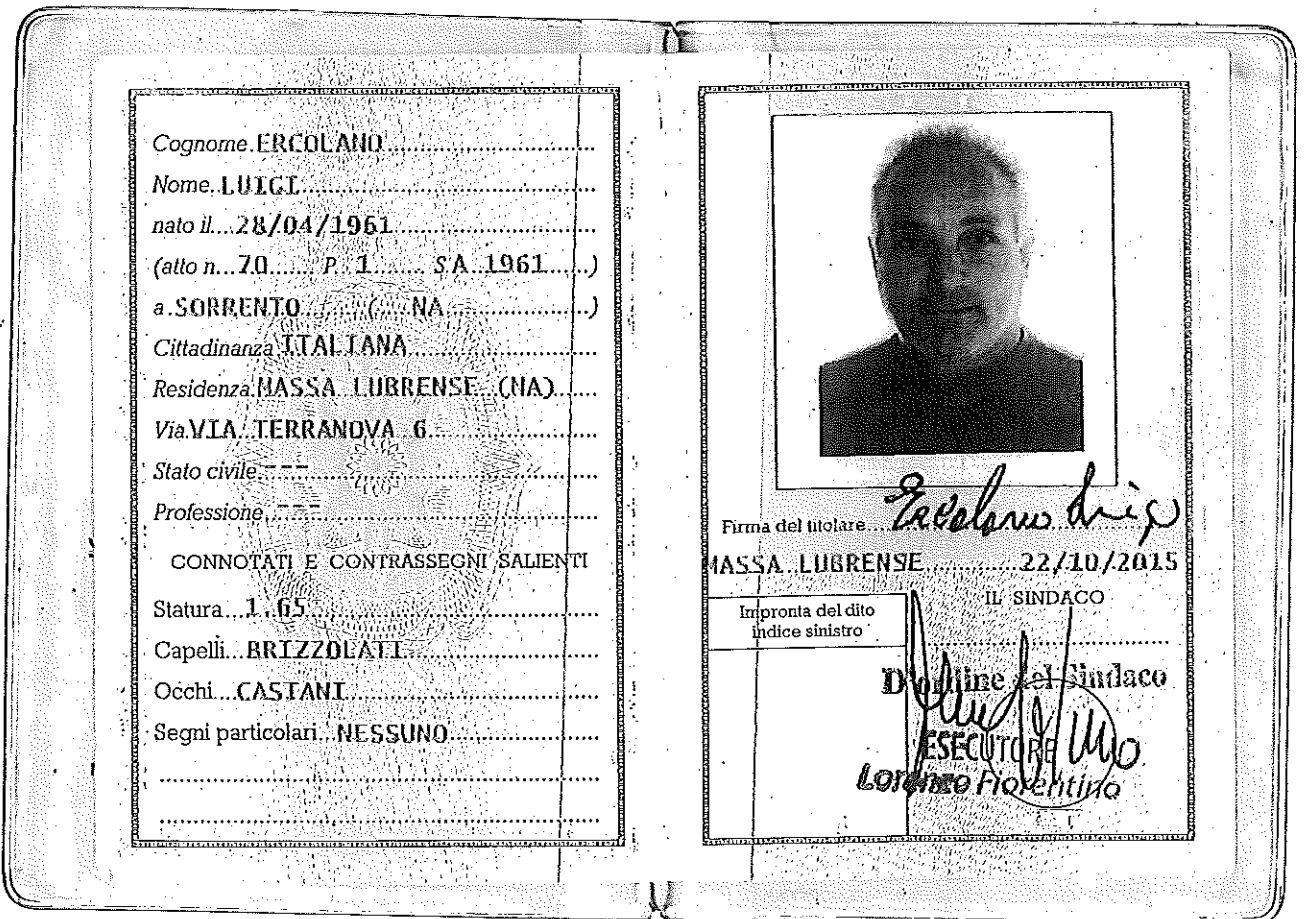 Cognome ERCOLANO
Nome LUIGI
nato il 28/04/1961
(atto n. 70 P. 1 S A 1961)
a SORRENTO ( NA )
Cittadinanza ITALIANA
Residenza MASSA LUBRENSE (NA)
Via VIA TERRANOVA 6
Stato civile ---
Professione ---
CONNOTATI E CONTRASSEGNI SALIENTI
Statura 1.65
Capelli BRIZZOLATI
Occhi CASTANI
Segni particolari NESSUNO
Firma del titolare Ercolano Luigi
MASSA LUBRENSE 22/10/2015
IL SINDACO
Impronta del dito
indice sinistro
D'ordine del Sindaco
ESECUTORE
Lorenzo Fiorentino